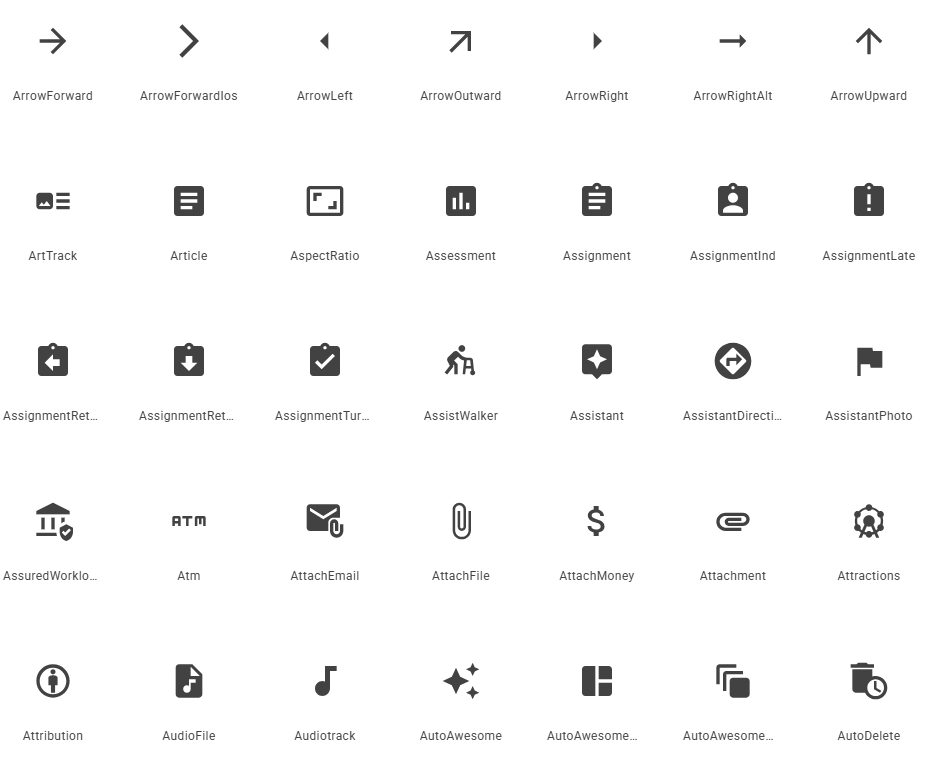 ArrowForward ArrowForwardIos ArrowLeft ArrowOutward ArrowRight ArrowRightAlt ArrowUpward
ArtTrack Article AspectRatio Assessment Assignment AssignmentInd AssignmentLate
AssignmentRet... AssignmentRet... AssignmentTur... AssistWalker Assistant AssistantDirecti... AssistantPhoto
AssuredWorklo... Atm AttachEmail AttachFile AttachMoney Attachment Attractions
ATM
$
Attribution AudioFile Audiotrack AutoAwesome AutoAwesome... AutoAwesome... AutoDelete